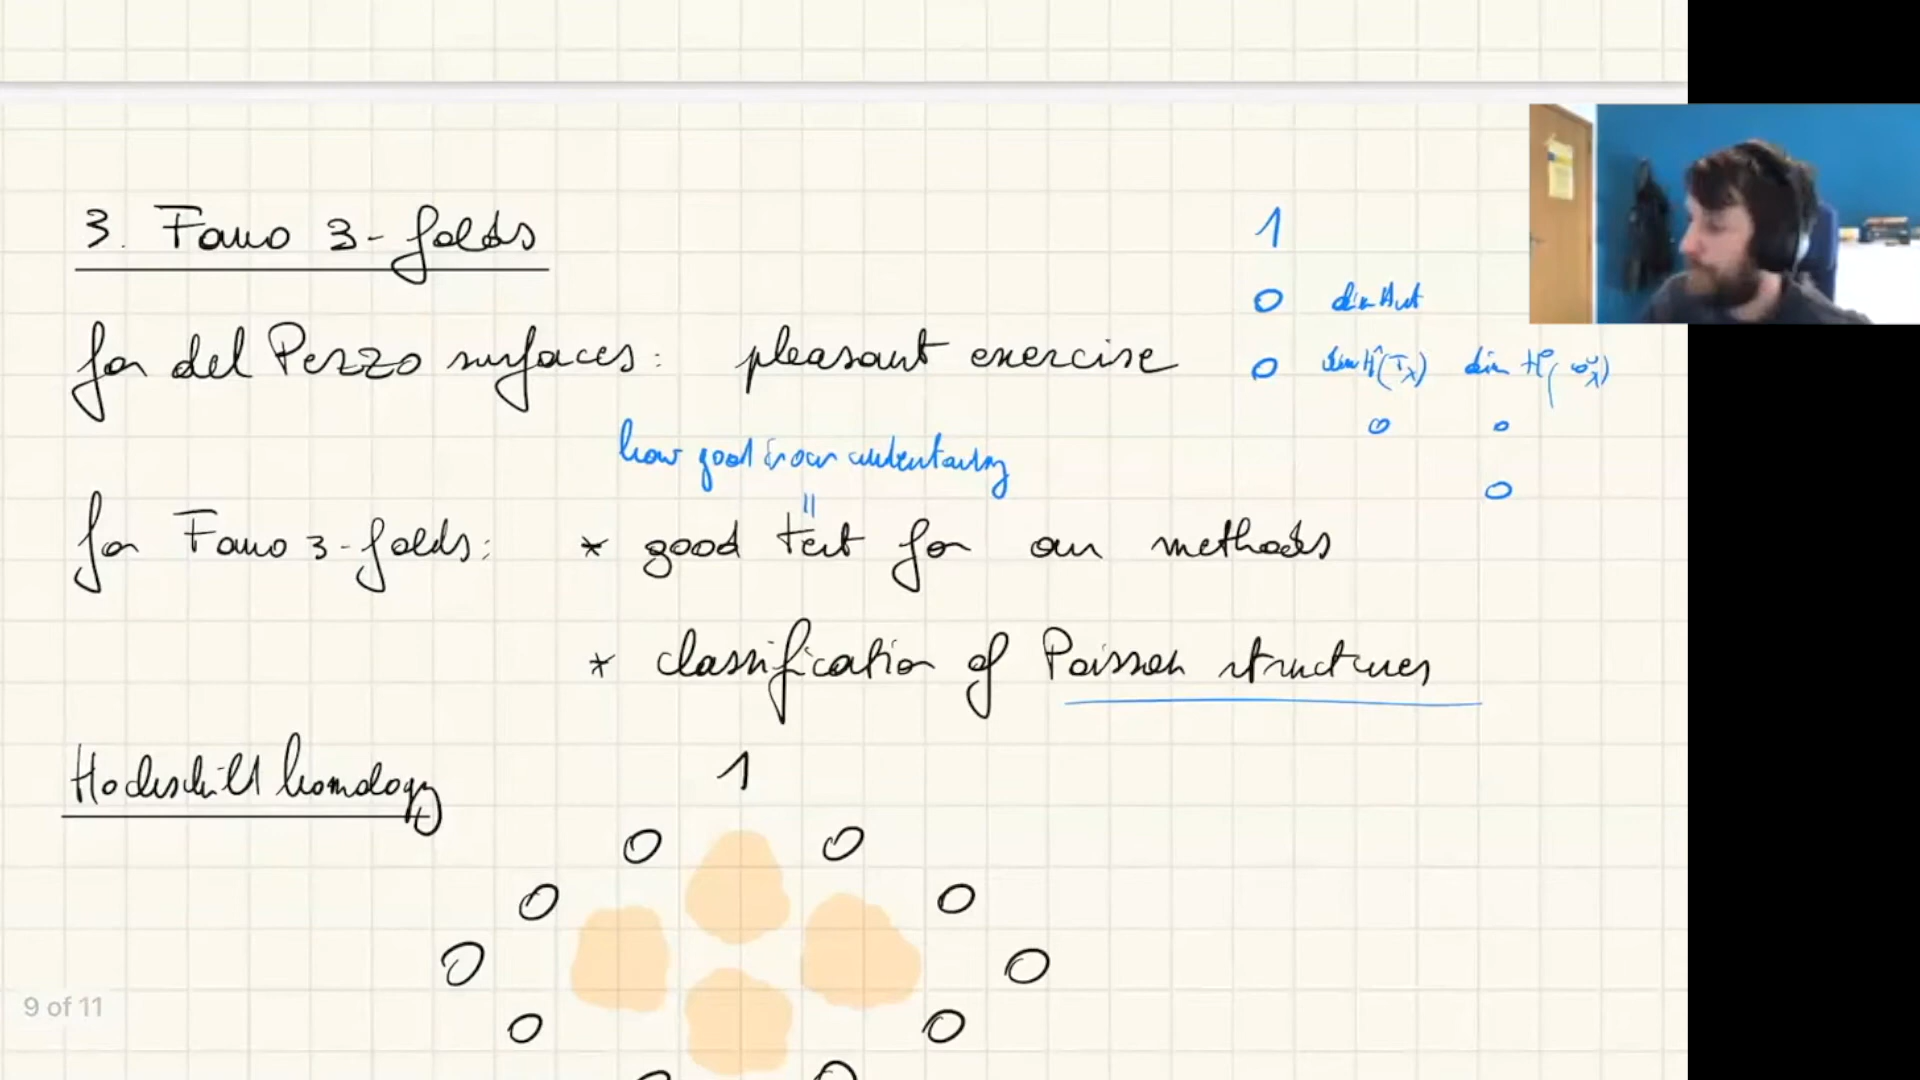 3. Fano 3-folds
1
0 dim Aut
for del Pezzo surfaces: pleasant exercise
0 dim H¹(T_X) dim H⁰(ω_X^∨)
0 0
how good is our understanding
0
=
for Fano 3-folds: * good test for our methods
* classification of Poisson structures
Hochschild homology
1
0 0
0 0
0 0
0 0
9 of 11